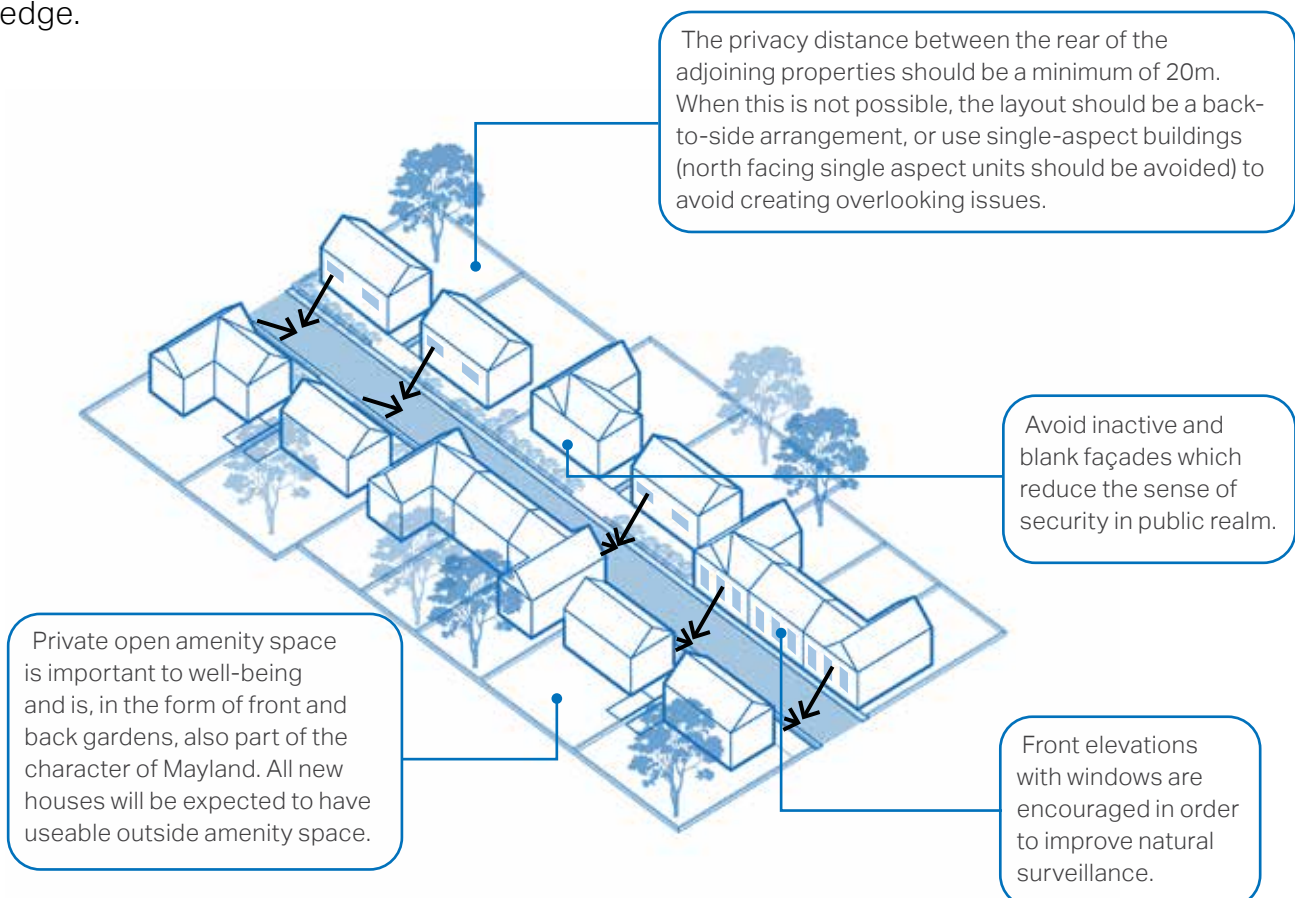 edge.
The privacy distance between the rear of the
adjoining properties should be a minimum of 20m.
When this is not possible, the layout should be a back-
to-side arrangement, or use single-aspect buildings
(north facing single aspect units should be avoided) to
avoid creating overlooking issues.
Avoid inactive and
blank façades which
reduce the sense of
security in public realm.
Private open amenity space
is important to well-being
and is, in the form of front and
back gardens, also part of the
character of Mayland. All new
houses will be expected to have
useable outside amenity space.
Front elevations
with windows are
encouraged in order
to improve natural
surveillance.